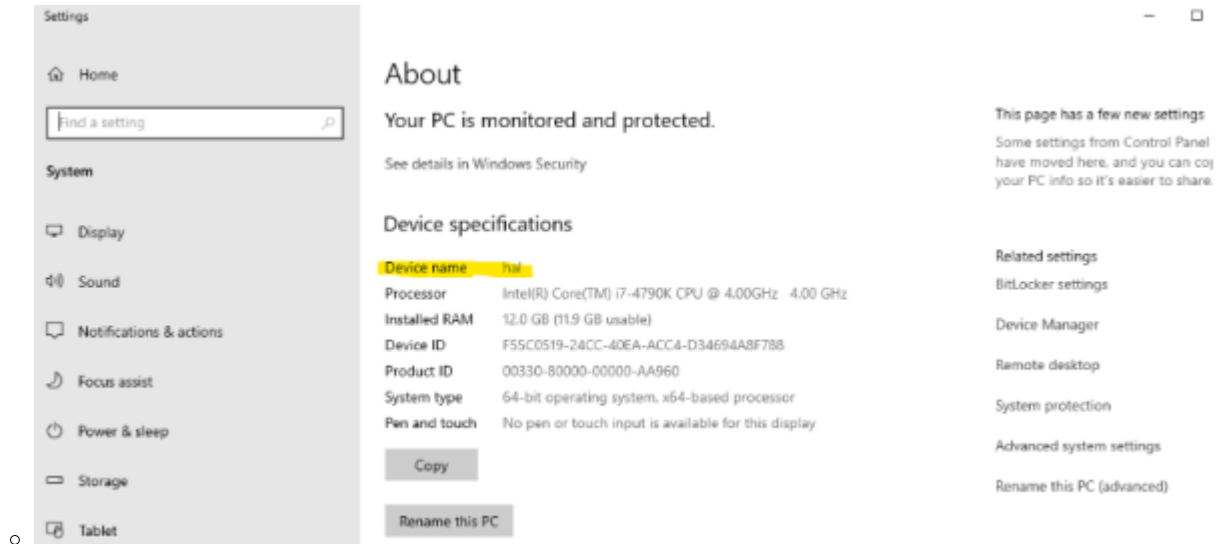 Settings
Home
Find a setting
System
Display
Sound
Notifications & actions
Focus assist
Power & sleep
Storage
Tablet
About
Your PC is monitored and protected.
See details in Windows Security
Device specifications
Device name hal
Processor Intel(R) Core(TM) i7-4790K CPU @ 4.00GHz 4.00 GHz
Installed RAM 12.0 GB (11.9 GB usable)
Device ID F55C0519-24CC-40EA-ACC4-D34694A8F788
Product ID 00330-80000-00000-AA960
System type 64-bit operating system, x64-based processor
Pen and touch No pen or touch input is available for this display
Copy
Rename this PC
This page has a few new settings
Some settings from Control Panel
have moved here, and you can cop
your PC info so it's easier to share.
Related settings
BitLocker settings
Device Manager
Remote desktop
System protection
Advanced system settings
Rename this PC (advanced)